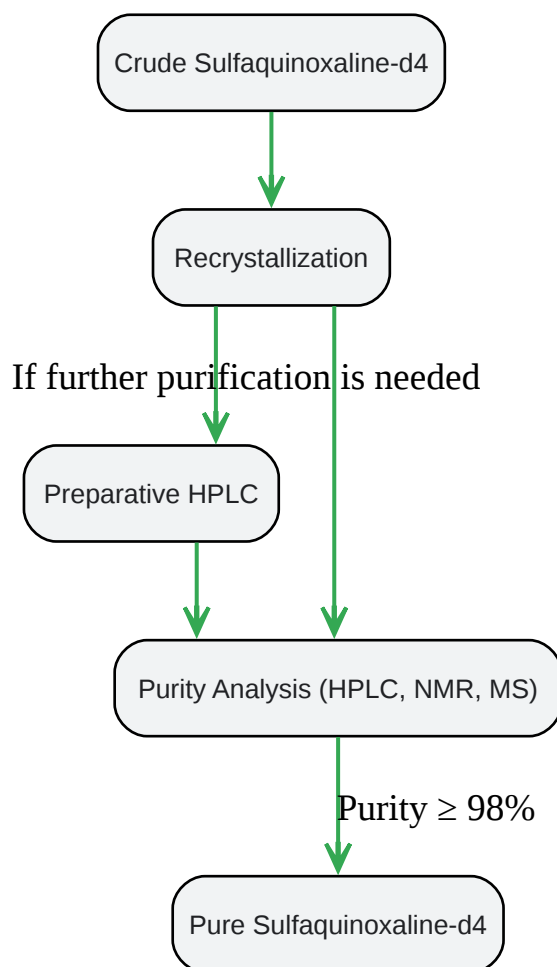 Crude Sulfaquinoxaline-d4
Recrystallization
If further purification is needed
Preparative HPLC
Purity Analysis (HPLC, NMR, MS)
Purity ≥ 98%
Pure Sulfaquinoxaline-d4